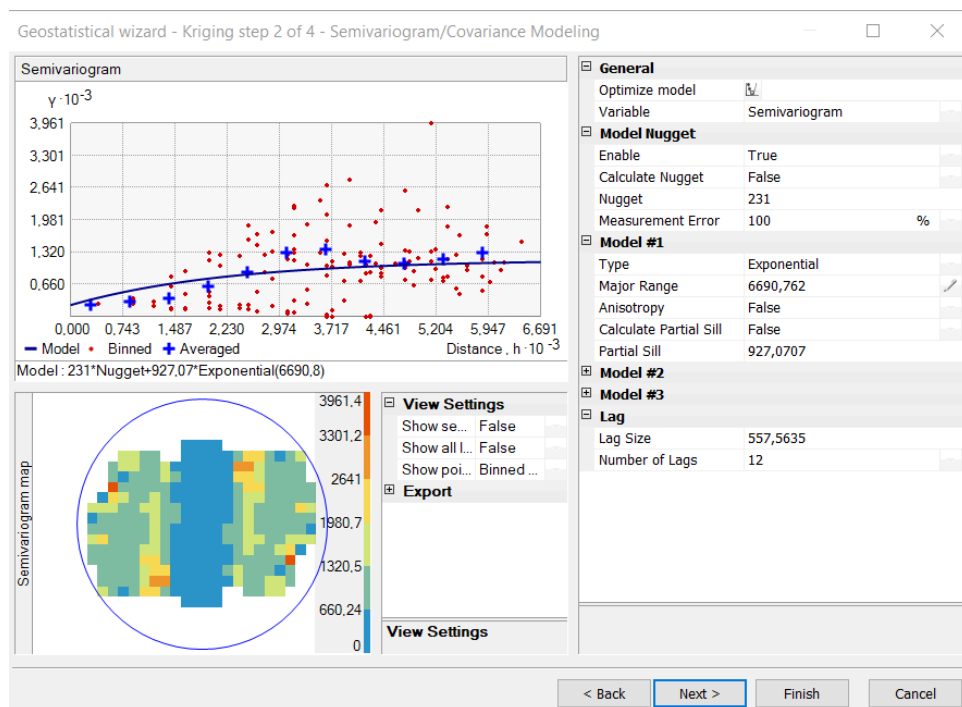 Geostatistical wizard - Kriging step 2 of 4 - Semivariogram/Covariance Modeling
Semivariogram
γ ·10⁻³
3,961
3,301
2,641
1,981
1,320
0,660
0,000 0,743 1,487 2,230 2,974 3,717 4,461 5,204 5,947 6,691
Model Binned Averaged Distance , h ·10⁻³
Model : 231*Nugget+927,07*Exponential(6690,8)
Semivariogram map
3961,4
3301,2
2641
1980,7
1320,5
660,24
0
View Settings
Show se... False
Show all l... False
Show poi... Binned ...
Export
View Settings
General
Optimize model
Variable Semivariogram
Model Nugget
Enable True
Calculate Nugget False
Nugget 231
Measurement Error 100 %
Model #1
Type Exponential
Major Range 6690,762
Anisotropy False
Calculate Partial Sill False
Partial Sill 927,0707
Model #2
Model #3
Lag
Lag Size 557,5635
Number of Lags 12
< Back Next > Finish Cancel